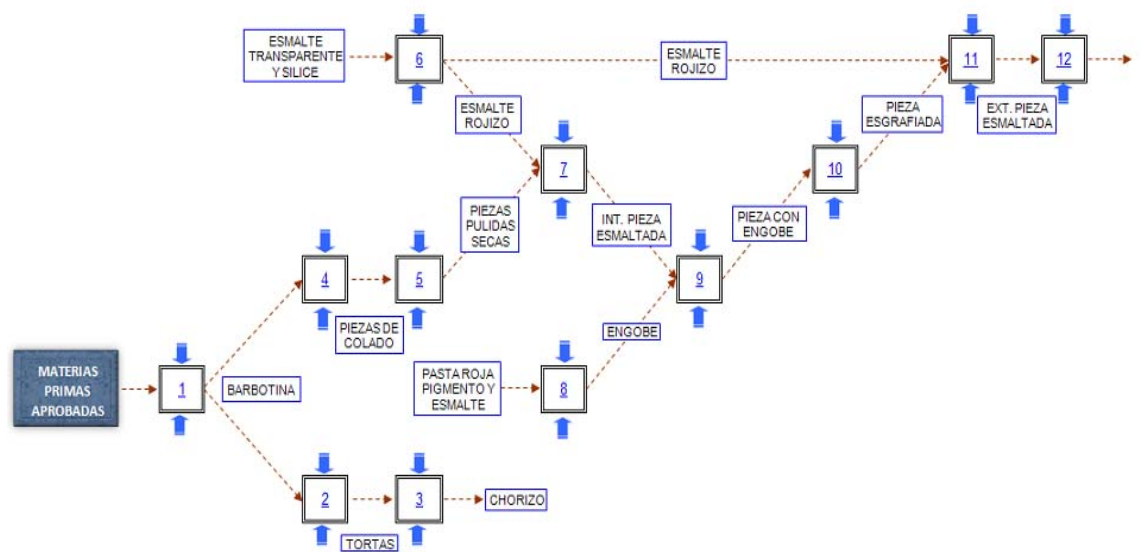 ESMALTE
TRANSPARENTE
Y SILICE
6
ESMALTE
ROJIZO
11
12
ESMALTE
ROJIZO
PIEZA
ESGRAFIADA
EXT. PIEZA
ESMALTADA
7
10
PIEZAS
PULIDAS
SECAS
INT. PIEZA
ESMALTADA
PIEZA CON
ENGOBE
4
5
9
PIEZAS DE
COLADO
ENGOBE
MATERIAS
PRIMAS
APROBADAS
1
BARBOTINA
PASTA ROJA
PIGMENTO Y
ESMALTE
8
2
3
CHORIZO
TORTAS